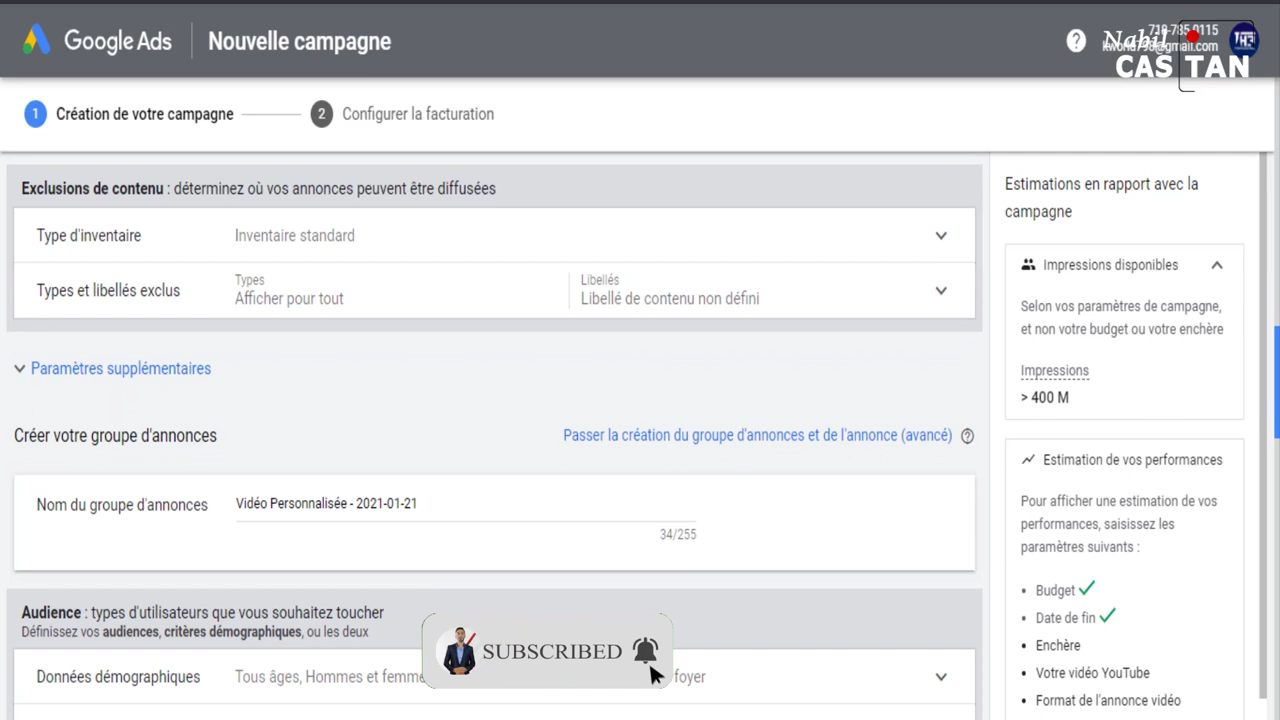 Google Ads
Nouvelle campagne
Nabil
CAS TAN
1 Création de votre campagne
2 Configurer la facturation
Exclusions de contenu : déterminez où vos annonces peuvent être diffusées
Type d'inventaire Inventaire standard
Types et libellés exclus
Types
Afficher pour tout
Libellés
Libellé de contenu non défini
Paramètres supplémentaires
Créer votre groupe d'annonces
Passer la création du groupe d'annonces et de l'annonce (avancé)
Nom du groupe d'annonces Vidéo Personnalisée - 2021-01-21
34/255
Audience : types d'utilisateurs que vous souhaitez toucher
Définissez vos audiences, critères démographiques, ou les deux
Données démographiques Tous âges, Hommes et femme foyer
SUBSCRIBED
Estimations en rapport avec la
campagne
Impressions disponibles
Selon vos paramètres de campagne,
et non votre budget ou votre enchère
Impressions
> 400 M
Estimation de vos performances
Pour afficher une estimation de vos
performances, saisissez les
paramètres suivants :
• Budget
• Date de fin
• Enchère
• Votre vidéo YouTube
• Format de l'annonce vidéo